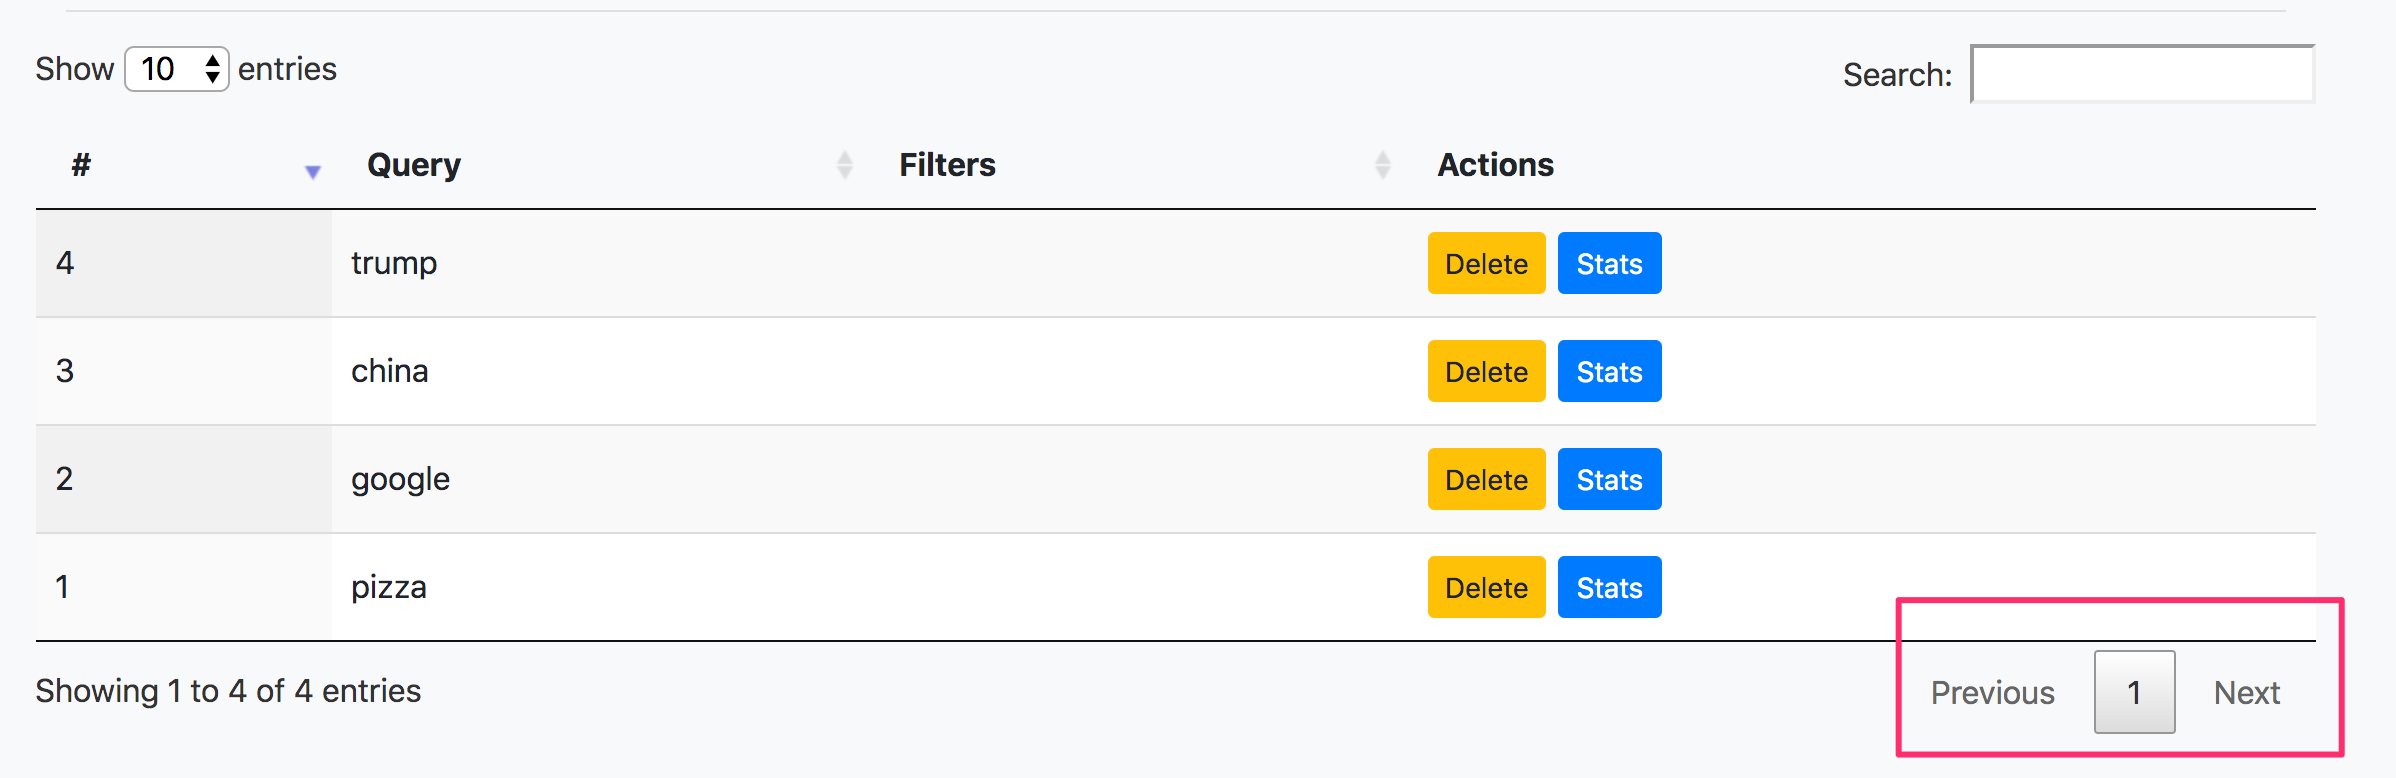 Show 10 entries
Search:
# Query Filters Actions
4 trump Delete Stats
3 china Delete Stats
2 google Delete Stats
1 pizza Delete Stats
Showing 1 to 4 of 4 entries
Previous 1 Next